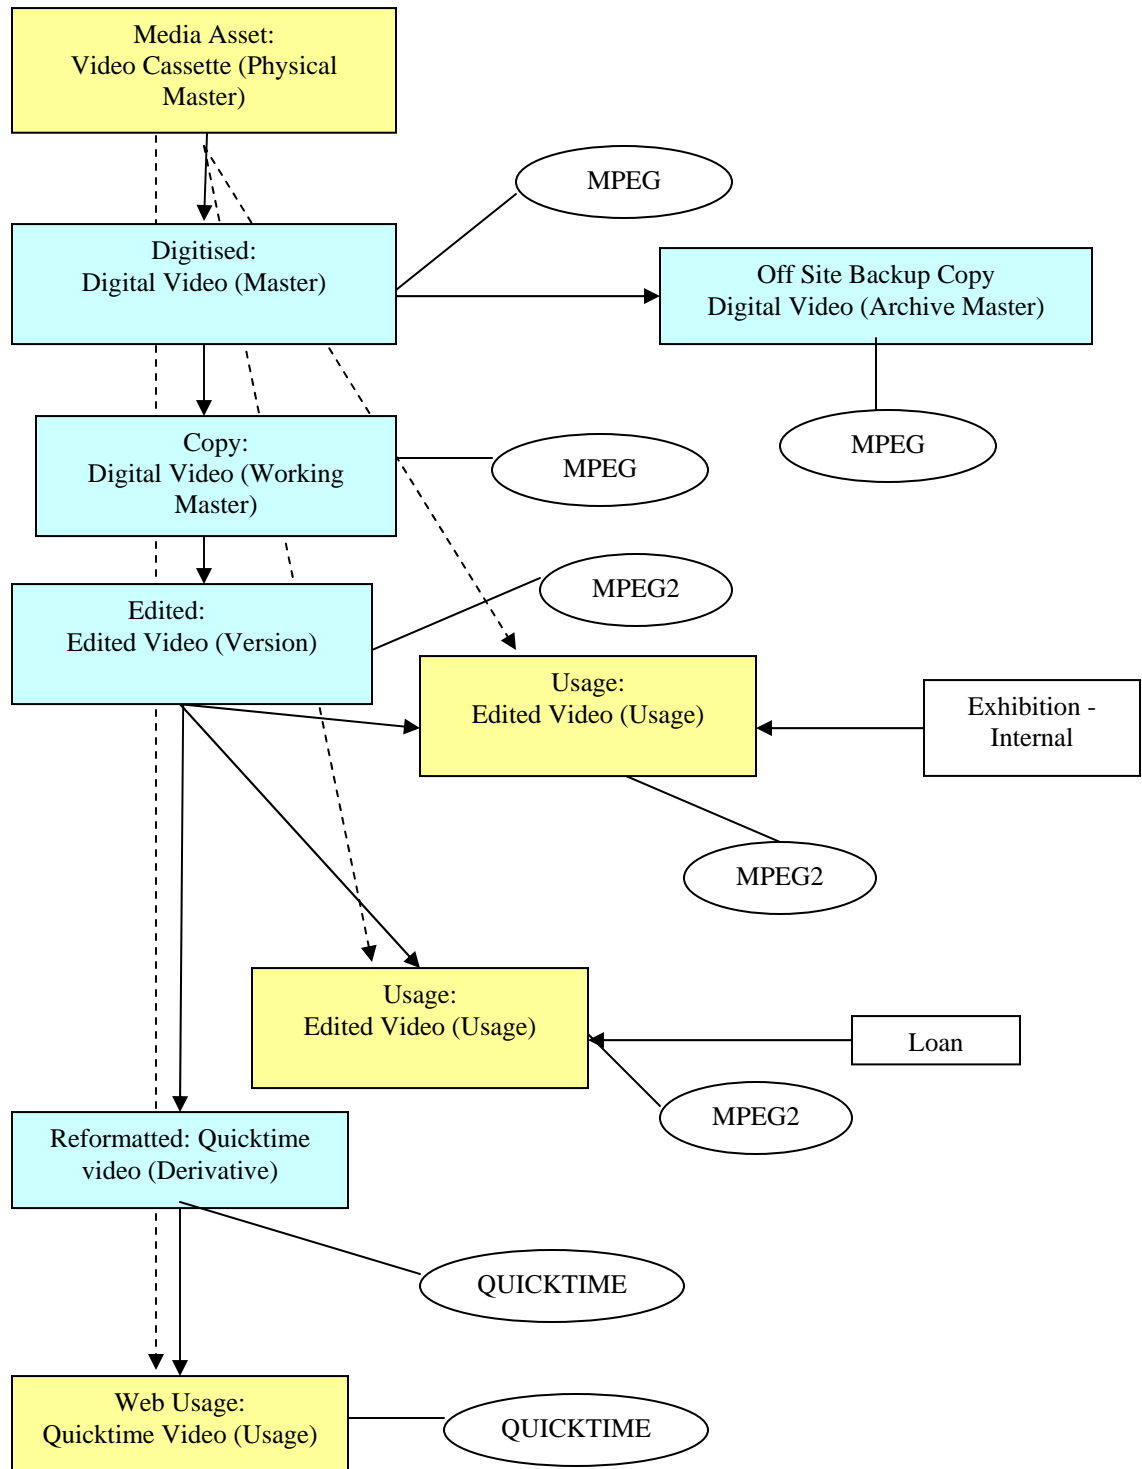 Media Asset:
Video Cassette (Physical
Master)
MPEG
Digitised:
Digital Video (Master)
Off Site Backup Copy
Digital Video (Archive Master)
MPEG
Copy:
Digital Video (Working
Master)
MPEG
MPEG2
Edited:
Edited Video (Version)
Usage:
Edited Video (Usage)
Exhibition -
Internal
MPEG2
Usage:
Edited Video (Usage)
Loan
MPEG2
Reformatted: Quicktime
video (Derivative)
QUICKTIME
Web Usage:
Quicktime Video (Usage)
QUICKTIME